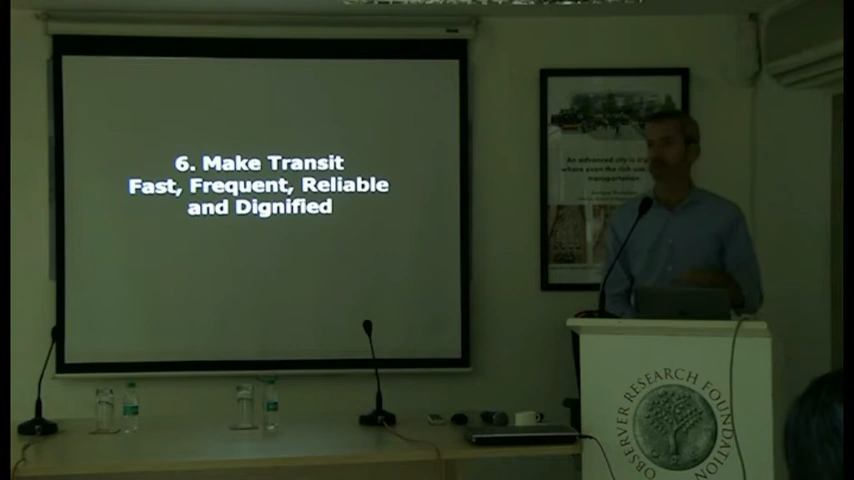 6. Make Transit
Fast, Frequent, Reliable
and Dignified
An advanced city is
where even the rich use
transportation.
OBSERVER RESEARCH FOUNDATION